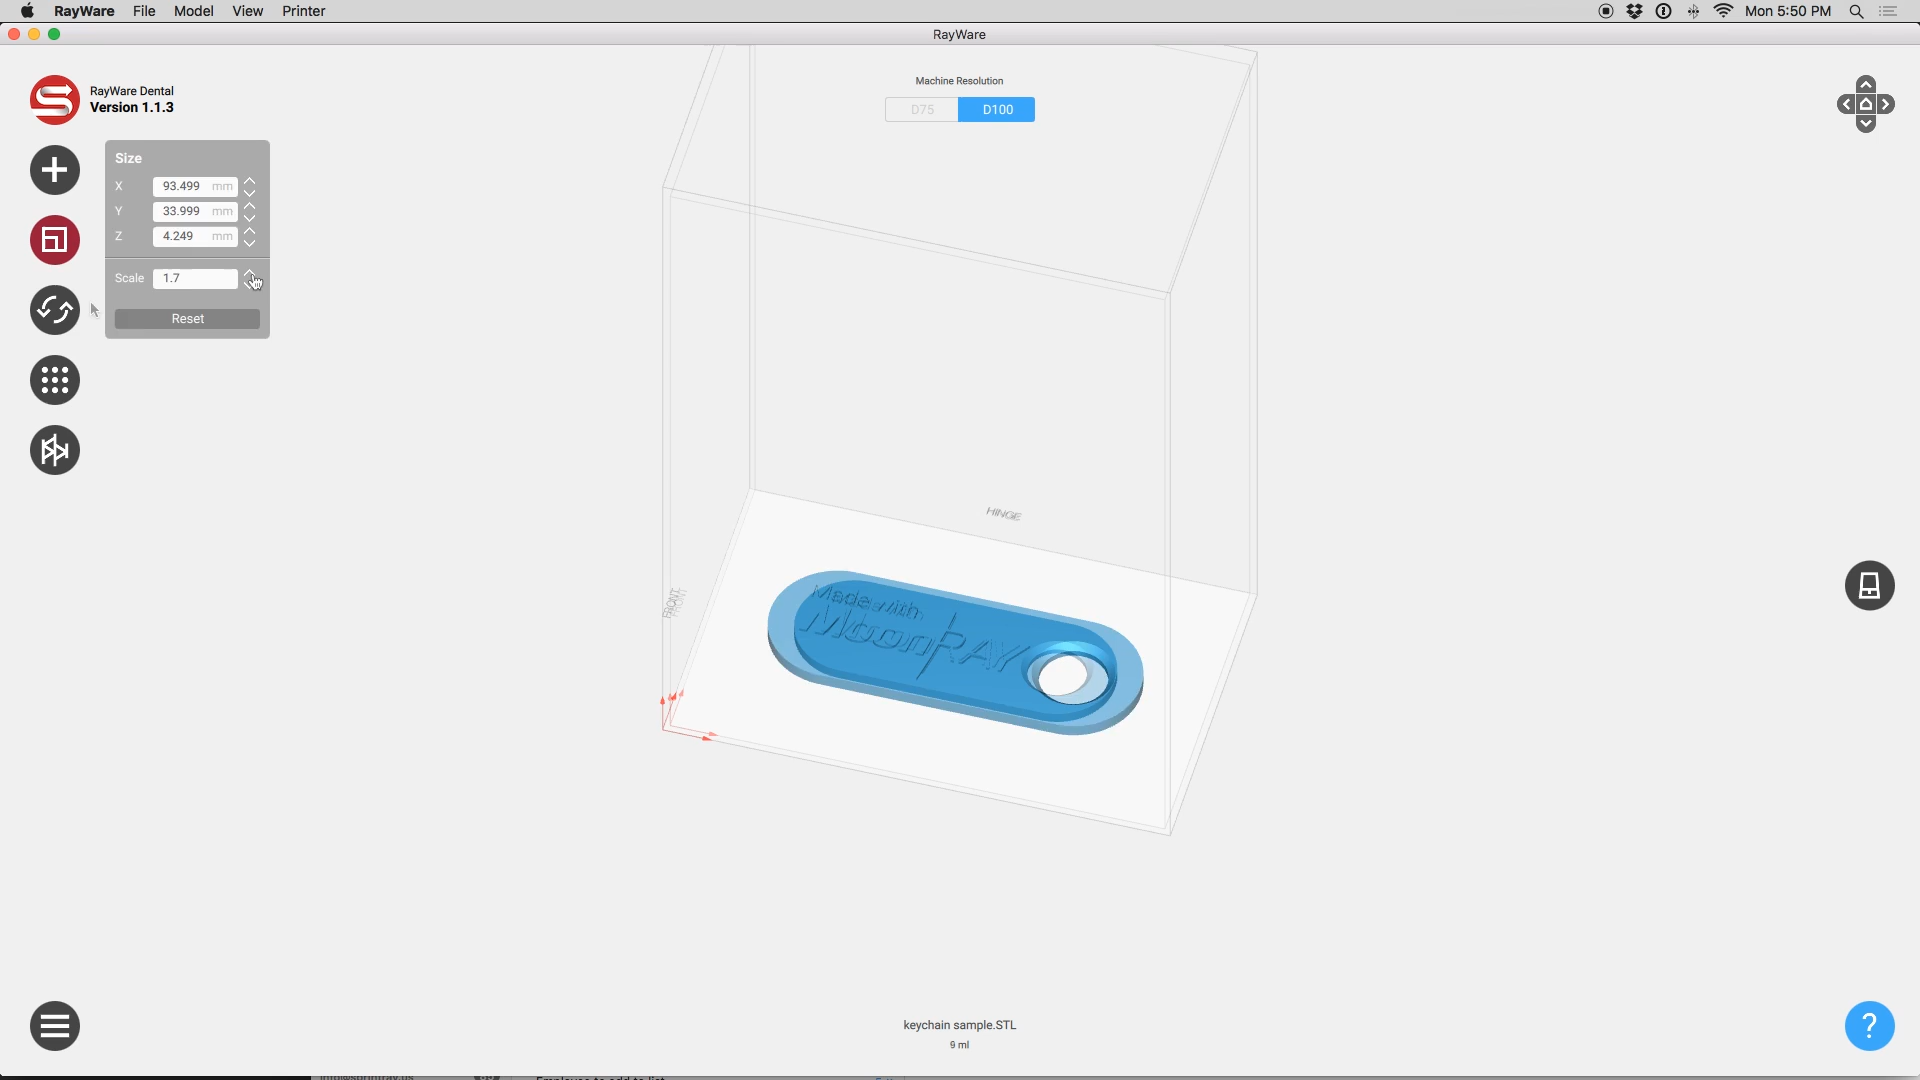 RayWare File Model View Printer
Mon 5:50 PM
RayWare
RayWare Dental
Version 1.1.3
Machine Resolution
D75 D100
Size
X 93.499 mm
Y 33.999 mm
Z 4.249 mm
Scale 1.7
Reset
HINGE
FRONT
Made with
MoonRAY
keychain sample.STL
9 ml
?